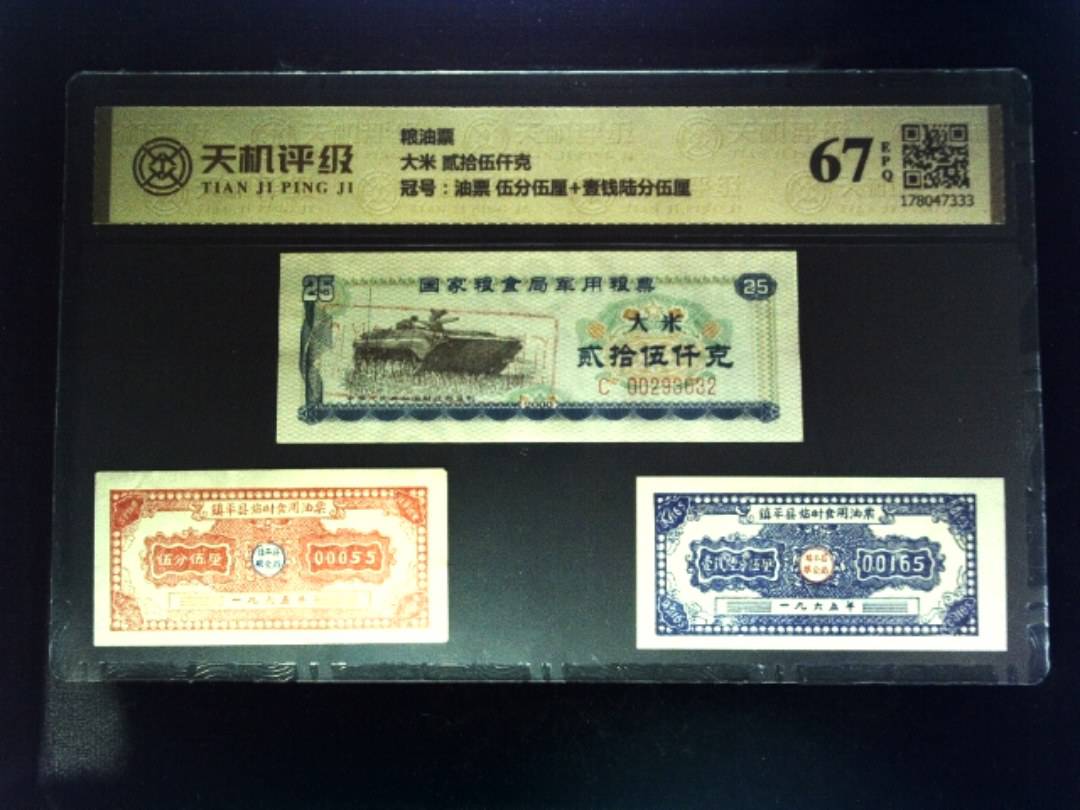 天机评级
TIAN JI PING JI
粮油票
大米 贰拾伍仟克
冠号：油票 伍分伍厘+壹钱陆分伍厘
67
EPQ
178047333
25
国家粮食局军用粮票
25
大米
贰拾伍仟克
C 00293632
2000
镇平县临时食用油票
伍分伍厘
00055
一九六五年
镇平县临时食用油票
壹钱陆分伍厘
00165
一九六五年